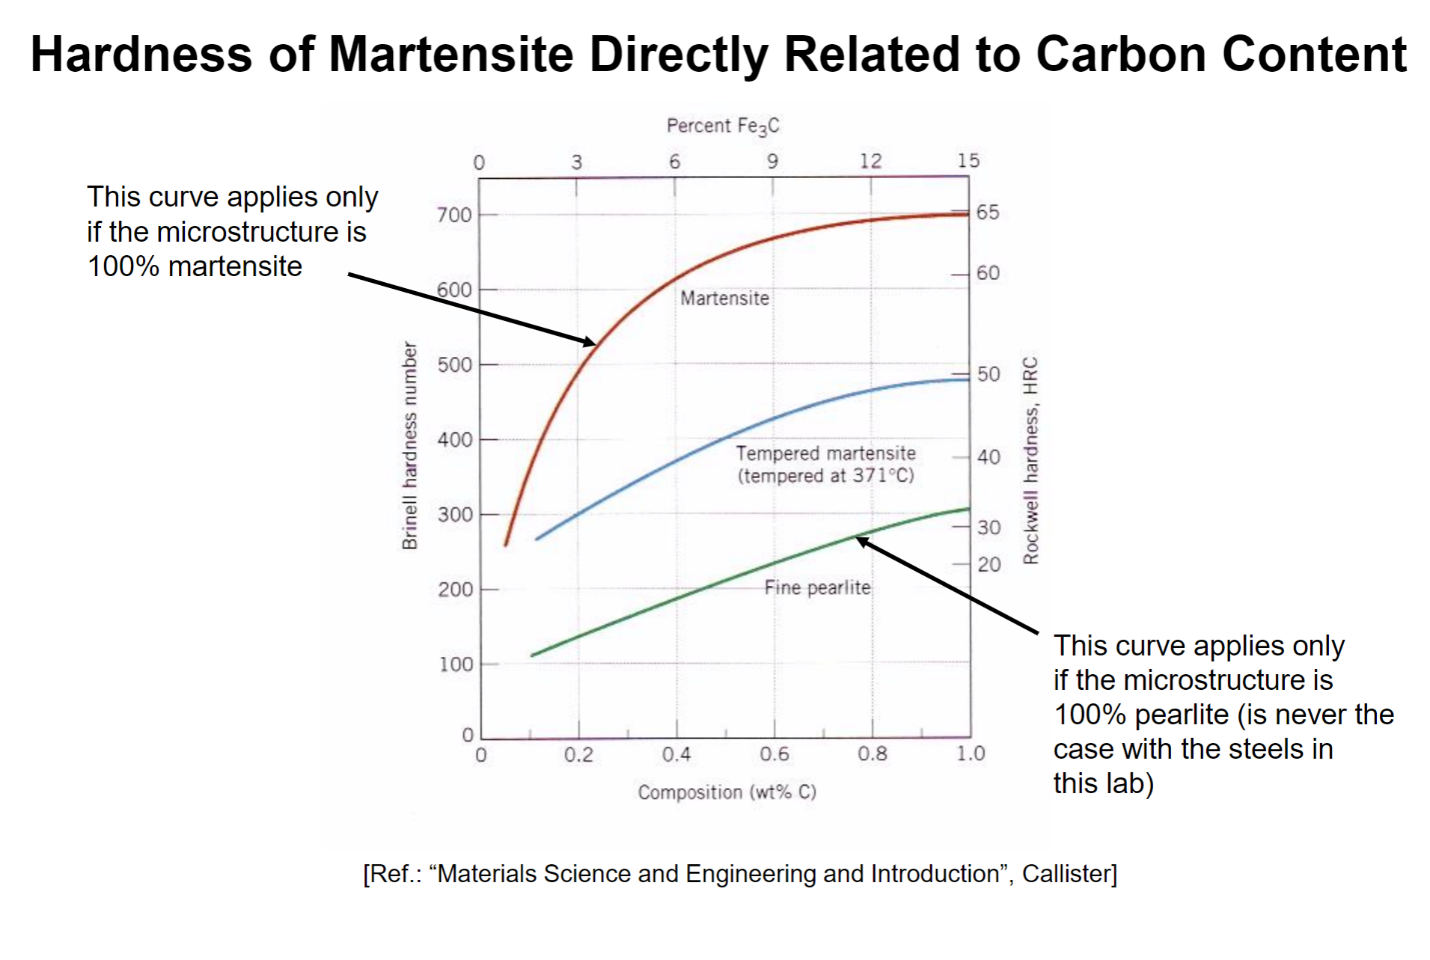 Hardness of Martensite Directly Related to Carbon Content
Percent Fe3C
0 3 6 9 12 15
This curve applies only
if the microstructure is
100% martensite
700
600
500
400
300
200
100
0
Brinell hardness number
Martensite
Tempered martensite
(tempered at 371°C)
Fine pearlite
65
60
50
40
30
20
Rockwell hardness, HRC
This curve applies only
if the microstructure is
100% pearlite (is never the
case with the steels in
this lab)
0 0.2 0.4 0.6 0.8 1.0
Composition (wt% C)
[Ref.: “Materials Science and Engineering and Introduction”, Callister]